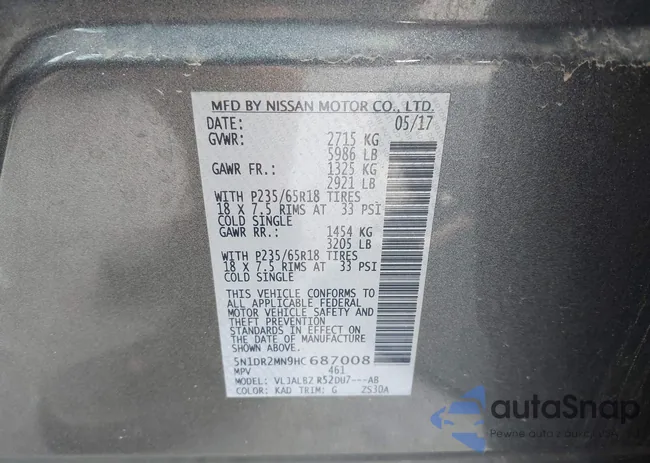 MFD BY NISSAN MOTOR CO., LTD.
DATE: 05/17
GVWR: 2715 KG
5986 LB
GAWR FR.: 1325 KG
2921 LB
WITH P235/65R18 TIRES
18 X 7.5 RIMS AT 33 PSI
COLD SINGLE
GAWR RR.: 1454 KG
3205 LB
WITH P235/65R18 TIRES
18 X 7.5 RIMS AT 33 PSI
COLD SINGLE
THIS VEHICLE CONFORMS TO
ALL APPLICABLE FEDERAL
MOTOR VEHICLE SAFETY AND
THEFT PREVENTION
STANDARDS IN EFFECT ON THE
DATE OF MANUFACTURE
SHOWN ABOVE.
5N1DR2MN9HC687008
MPV 461
MODEL: VLJALBZ R52DU7---AB
COLOR: KAD TRIM: G ZS30A
autoSnap
Pewne auto z